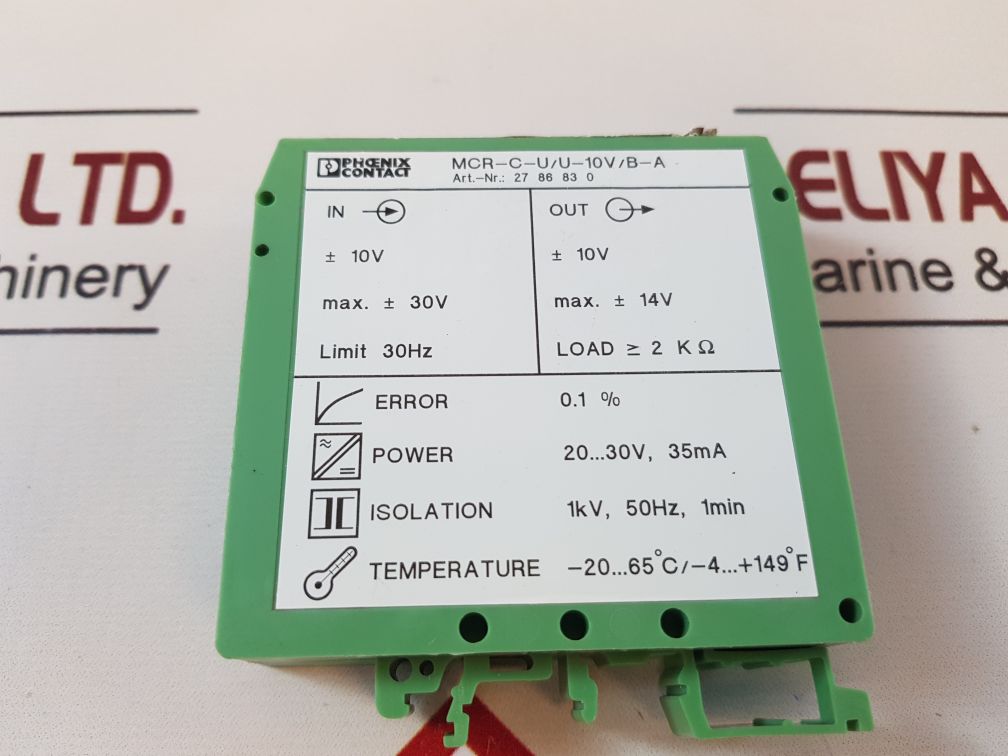 LTD.
hinery
ELIYA
arine &
PHŒNIX CONTACT
MCR-C-U/U-10V/B-A
Art.-Nr.: 27 86 83 0
IN
± 10V
max. ± 30V
Limit 30Hz
OUT
± 10V
max. ± 14V
LOAD ≥ 2 KΩ
ERROR 0.1 %
POWER 20...30V, 35mA
ISOLATION 1kV, 50Hz, 1min
TEMPERATURE -20...65°C/-4...+149°F